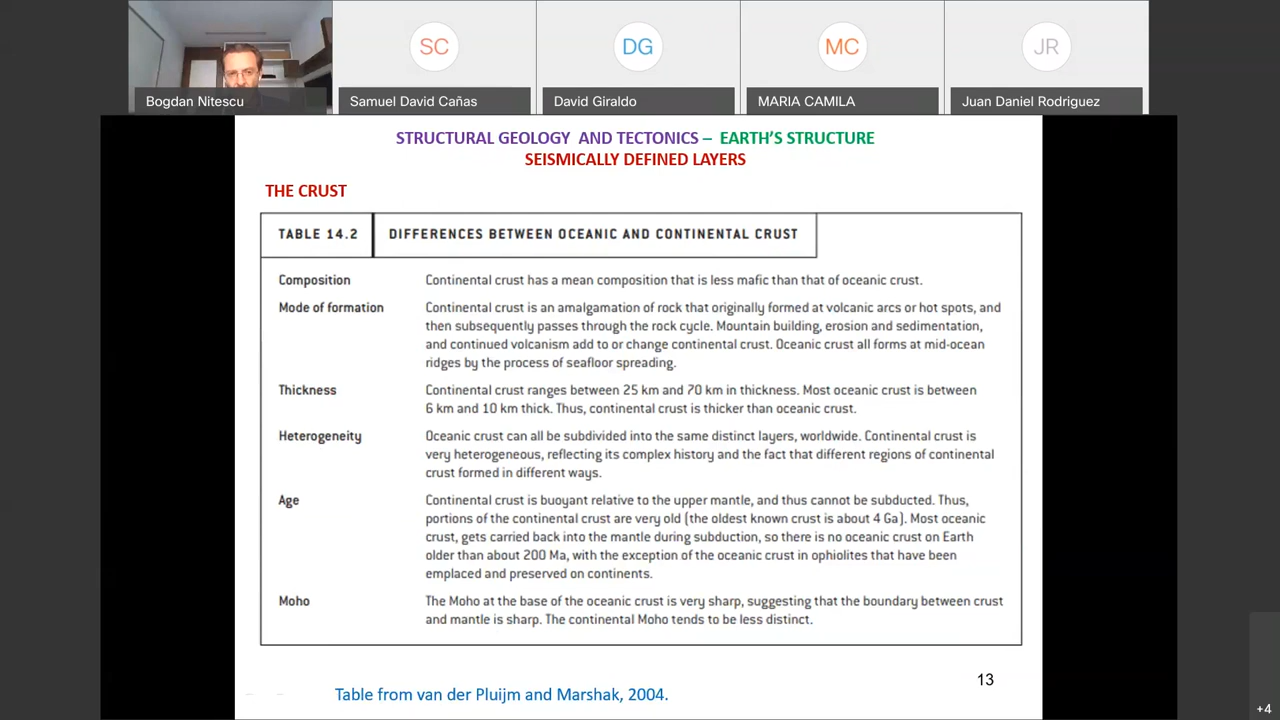 SC
DG
MC
JR
Bogdan Nitescu
Samuel David Cañas
David Giraldo
MARIA CAMILA
Juan Daniel Rodriguez
STRUCTURAL GEOLOGY AND TECTONICS – EARTH'S STRUCTURE
SEISMICALLY DEFINED LAYERS
THE CRUST
TABLE 14.2 DIFFERENCES BETWEEN OCEANIC AND CONTINENTAL CRUST
Composition Continental crust has a mean composition that is less mafic than that of oceanic crust.
Mode of formation Continental crust is an amalgamation of rock that originally formed at volcanic arcs or hot spots, and
then subsequently passes through the rock cycle. Mountain building, erosion and sedimentation,
and continued volcanism add to or change continental crust. Oceanic crust all forms at mid-ocean
ridges by the process of seafloor spreading.
Thickness Continental crust ranges between 25 km and 70 km in thickness. Most oceanic crust is between
6 km and 10 km thick. Thus, continental crust is thicker than oceanic crust.
Heterogeneity Oceanic crust can all be subdivided into the same distinct layers, worldwide. Continental crust is
very heterogeneous, reflecting its complex history and the fact that different regions of continental
crust formed in different ways.
Age Continental crust is buoyant relative to the upper mantle, and thus cannot be subducted. Thus,
portions of the continental crust are very old (the oldest known crust is about 4 Ga). Most oceanic
crust, gets carried back into the mantle during subduction, so there is no oceanic crust on Earth
older than about 200 Ma, with the exception of the oceanic crust in ophiolites that have been
emplaced and preserved on continents.
Moho The Moho at the base of the oceanic crust is very sharp, suggesting that the boundary between crust
and mantle is sharp. The continental Moho tends to be less distinct.
13
Table from van der Pluijm and Marshak, 2004.
+4